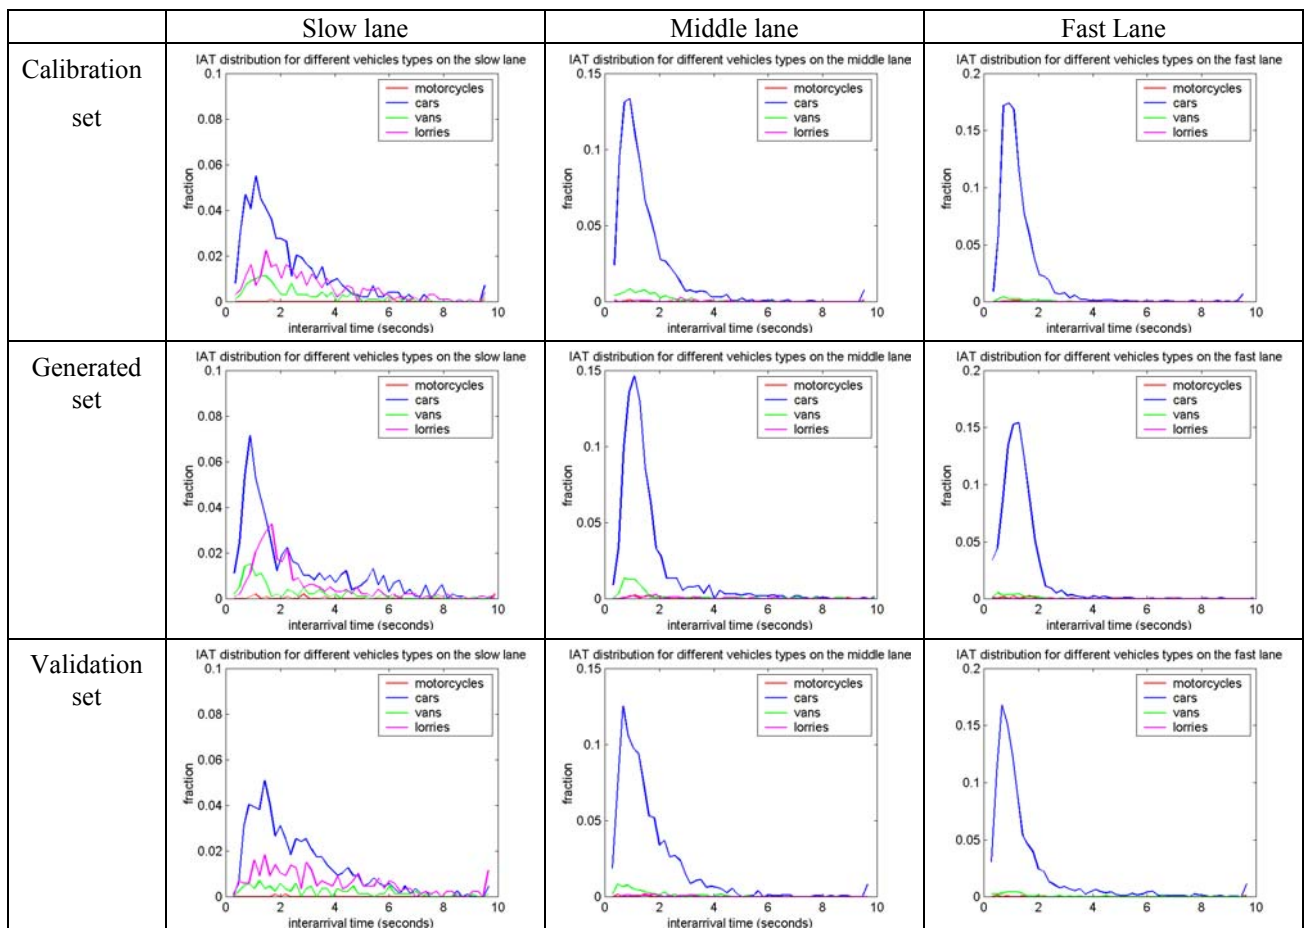 Slow lane
Middle lane
Fast Lane
Calibration
set
IAT distribution for different vehicles types on the slow lane
0.1
0.08
0.06
0.04
0.02
0
fraction
motorcycles
cars
vans
lorries
0 2 4 6 8 10
interarrival time (seconds)
IAT distribution for different vehicles types on the middle lane
0.15
0.1
0.05
0
fraction
motorcycles
cars
vans
lorries
0 2 4 6 8 10
interarrival time (seconds)
IAT distribution for different vehicles types on the fast lane
0.2
0.15
0.1
0.05
0
fraction
motorcycles
cars
vans
lorries
0 2 4 6 8 10
interarrival time (seconds)
Generated
set
IAT distribution for different vehicles types on the slow lane
0.1
0.08
0.06
0.04
0.02
0
fraction
motorcycles
cars
vans
lorries
0 2 4 6 8 10
interarrival time (seconds)
IAT distribution for different vehicles types on the middle lane
0.15
0.1
0.05
0
fraction
motorcycles
cars
vans
lorries
0 2 4 6 8 10
interarrival time (seconds)
IAT distribution for different vehicles types on the fast lane
0.2
0.15
0.1
0.05
0
fraction
motorcycles
cars
vans
lorries
0 2 4 6 8 10
interarrival time (seconds)
Validation
set
IAT distribution for different vehicles types on the slow lane
0.1
0.08
0.06
0.04
0.02
0
fraction
motorcycles
cars
vans
lorries
0 2 4 6 8 10
interarrival time (seconds)
IAT distribution for different vehicles types on the middle lane
0.15
0.1
0.05
0
fraction
motorcycles
cars
vans
lorries
0 2 4 6 8 10
interarrival time (seconds)
IAT distribution for different vehicles types on the fast lane
0.2
0.15
0.1
0.05
0
fraction
motorcycles
cars
vans
lorries
0 2 4 6 8 10
interarrival time (seconds)